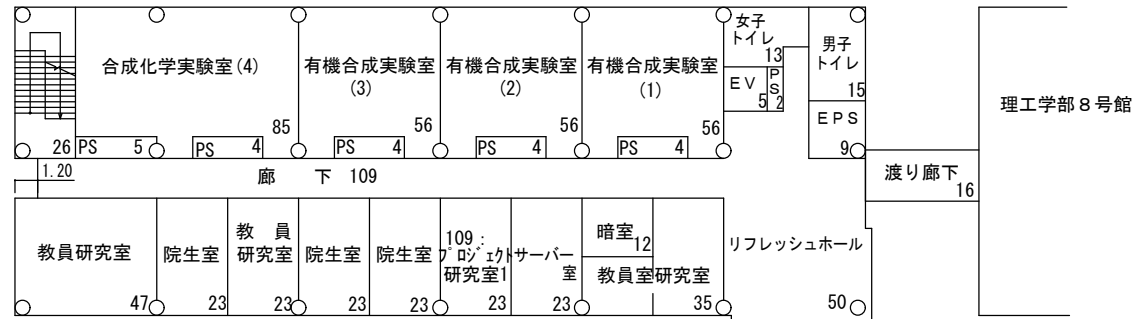 女子
トイレ
13
男子
トイレ
15
合成化学実験室(4)
85
有機合成実験室
(3)
56
有機合成実験室
(2)
56
有機合成実験室
(1)
56
EV
5
PS
2
EPS
9
理工学部８号館
26
PS 5
PS 4
PS 4
PS 4
PS 4
1.20
廊 下 109
渡り廊下
16
教員研究室
47
院生室
23
教 員
研究室
23
院生室
23
院生室
23
109：
プロジェクト
研究室1
23
サーバー
室
23
暗室
12
教員室研究室
35
リフレッシュホール
50